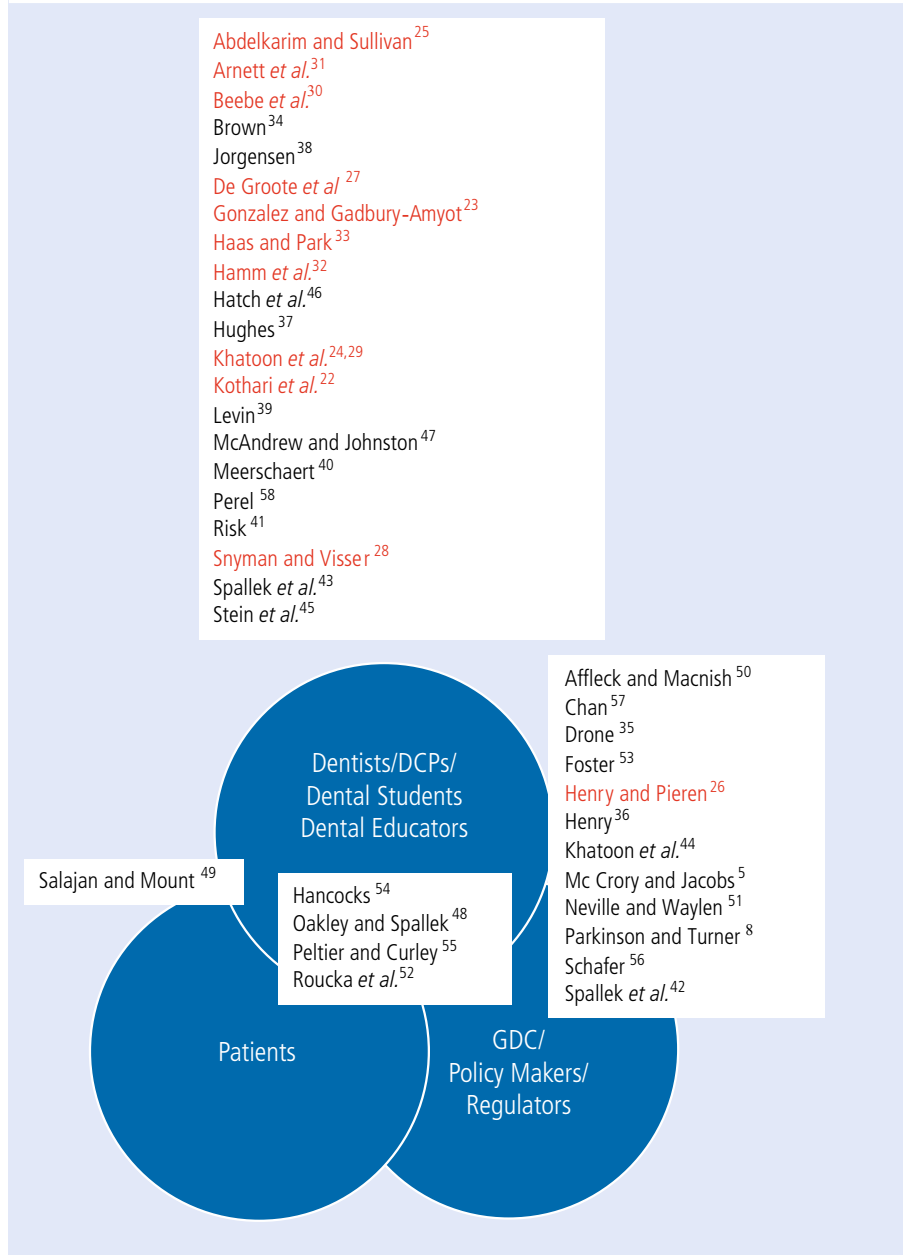 Abdelkarim and Sullivan 25
Arnett et al. 31
Beebe et al. 30
Brown 34
Jorgensen 38
De Groote et al 27
Gonzalez and Gadbury-Amyot 23
Haas and Park 33
Hamm et al. 32
Hatch et al. 46
Hughes 37
Khatoon et al. 24,29
Kothari et al. 22
Levin 39
McAndrew and Johnston 47
Meerschaert 40
Perel 58
Risk 41
Snyman and Visser 28
Spallek et al. 43
Stein et al. 45
Affleck and Macnish 50
Chan 57
Drone 35
Foster 53
Henry and Pieren 26
Henry 36
Khatoon et al. 44
Mc Crory and Jacobs 5
Neville and Waylen 51
Parkinson and Turner 8
Schafer 56
Spallek et al. 42
Dentists/DCPs/
Dental Students
Dental Educators
Salajan and Mount 49
Hancocks 54
Oakley and Spallek 48
Peltier and Curley 55
Roucka et al. 52
Patients
GDC/
Policy Makers/
Regulators